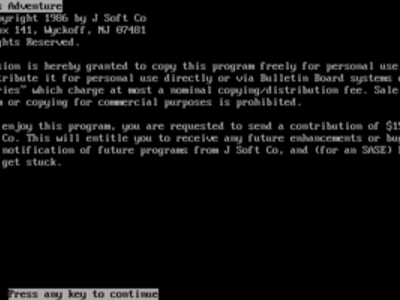 s Adventure
opyright 1986 by J Soft Co
ox 141, Wyckoff, NJ 07481
ghts Reserved.
sion is hereby granted to copy this program freely for personal use
tribute it for personal use directly or via Bulletin Board systems
ries" which charge at most a nominal copying/distribution fee. Sale
m or copying for commercial purposes is prohibited.
enjoy this program, you are requested to send a contribution of $1
Co. This will entitle you to receive any future enhancements or bu
notification of future programs from J Soft Co, and (for an SASE)
get stuck.
Press any key to continue